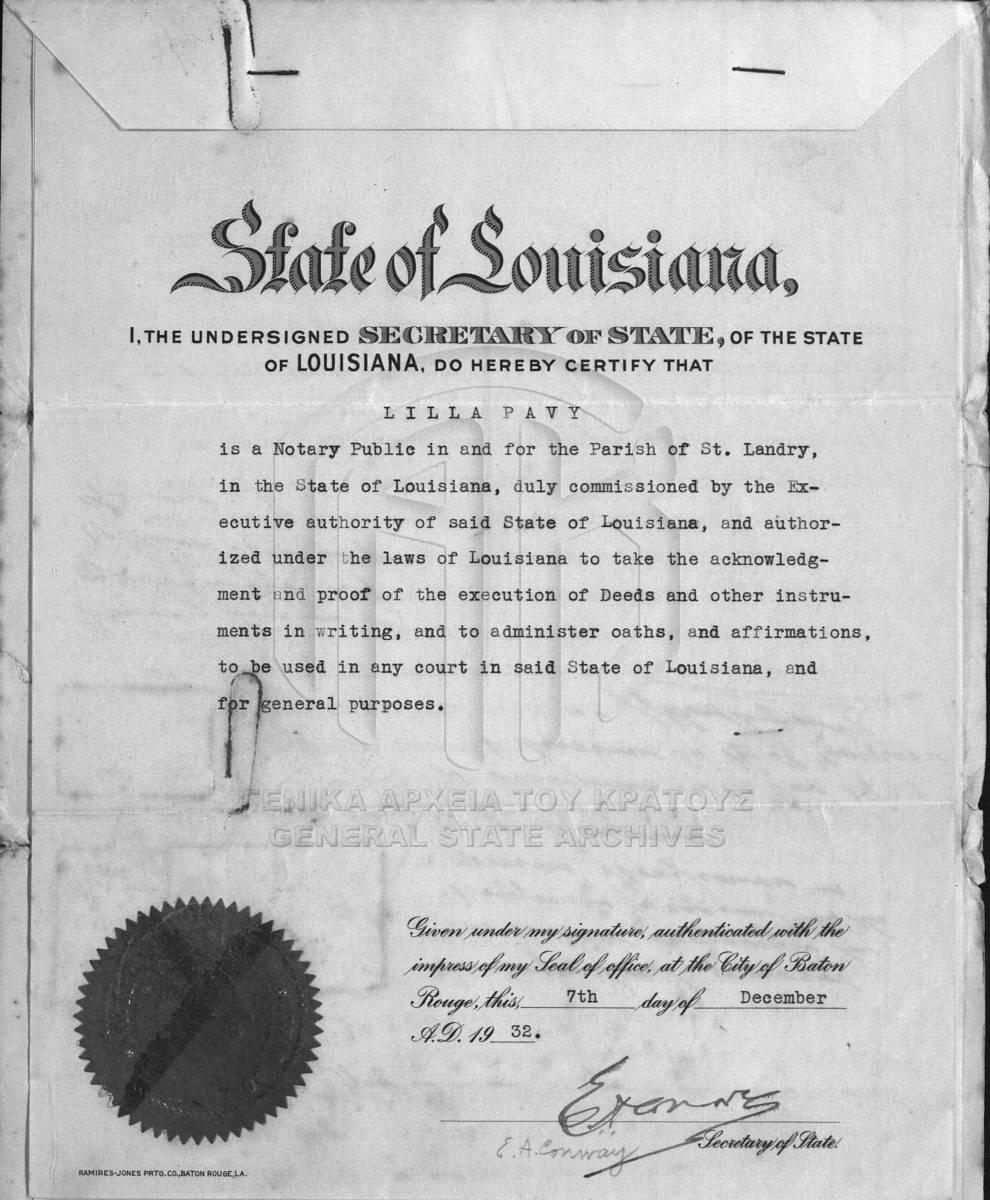 State of Louisiana,
I, THE UNDERSIGNED SECRETARY OF STATE, OF THE STATE
OF LOUISIANA, DO HEREBY CERTIFY THAT
LILLA PAVY
is a Notary Public in and for the Parish of St. Landry,
in the State of Louisiana, duly commissioned by the Ex-
ecutive authority of said State of Louisiana, and author-
ized under the laws of Louisiana to take the acknowledg-
ment and proof of the execution of Deeds and other instru-
ments in writing, and to administer oaths, and affirmations,
to be used in any court in said State of Louisiana, and
for general purposes.
ΓΕΝΙΚΑ ΑΡΧΕΙΑ ΤΟΥ ΚΡΑΤΟΥΣ
GENERAL STATE ARCHIVES
Given under my signature, authenticated with the
impress of my Seal of office, at the City of Baton
Rouge, this, 7th day of December
A.D. 19 32.
E. A. Conway
Secretary of State.
RAMIRES-JONES PRTG. CO., BATON ROUGE, LA.